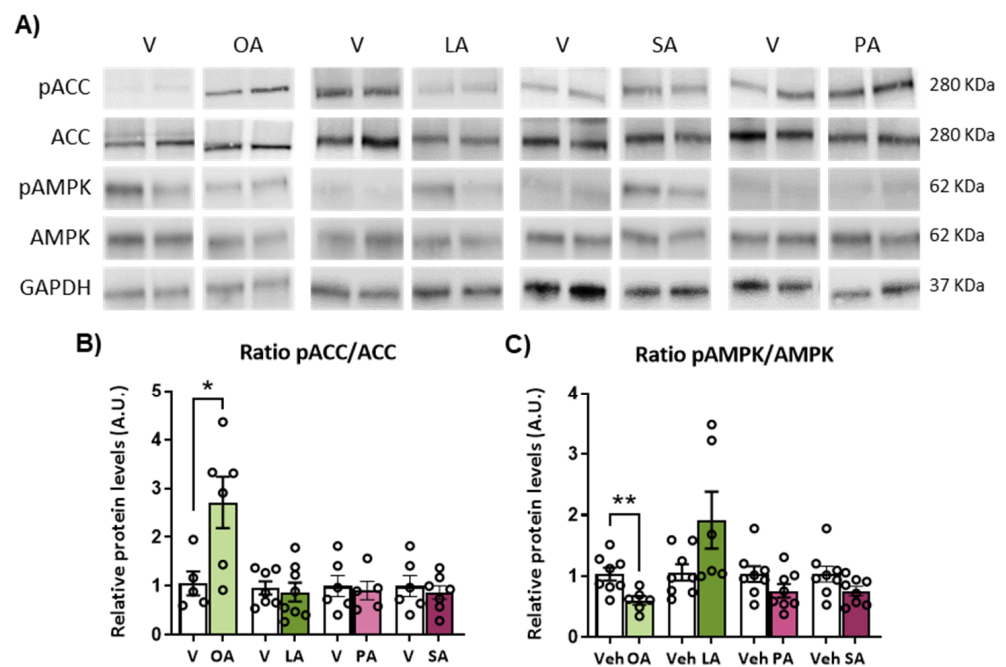 A)
V OA V LA V SA V PA
pACC 280 KDa
ACC 280 KDa
pAMPK 62 KDa
AMPK 62 KDa
GAPDH 37 KDa
B)
Ratio pACC/ACC
Relative protein levels (A.U.)
5
4
3
2
1
0
*
V OA V LA V PA V SA
C)
Ratio pAMPK/AMPK
Relative protein levels (A.U.)
4
3
2
1
0
**
Veh OA Veh LA Veh PA Veh SA